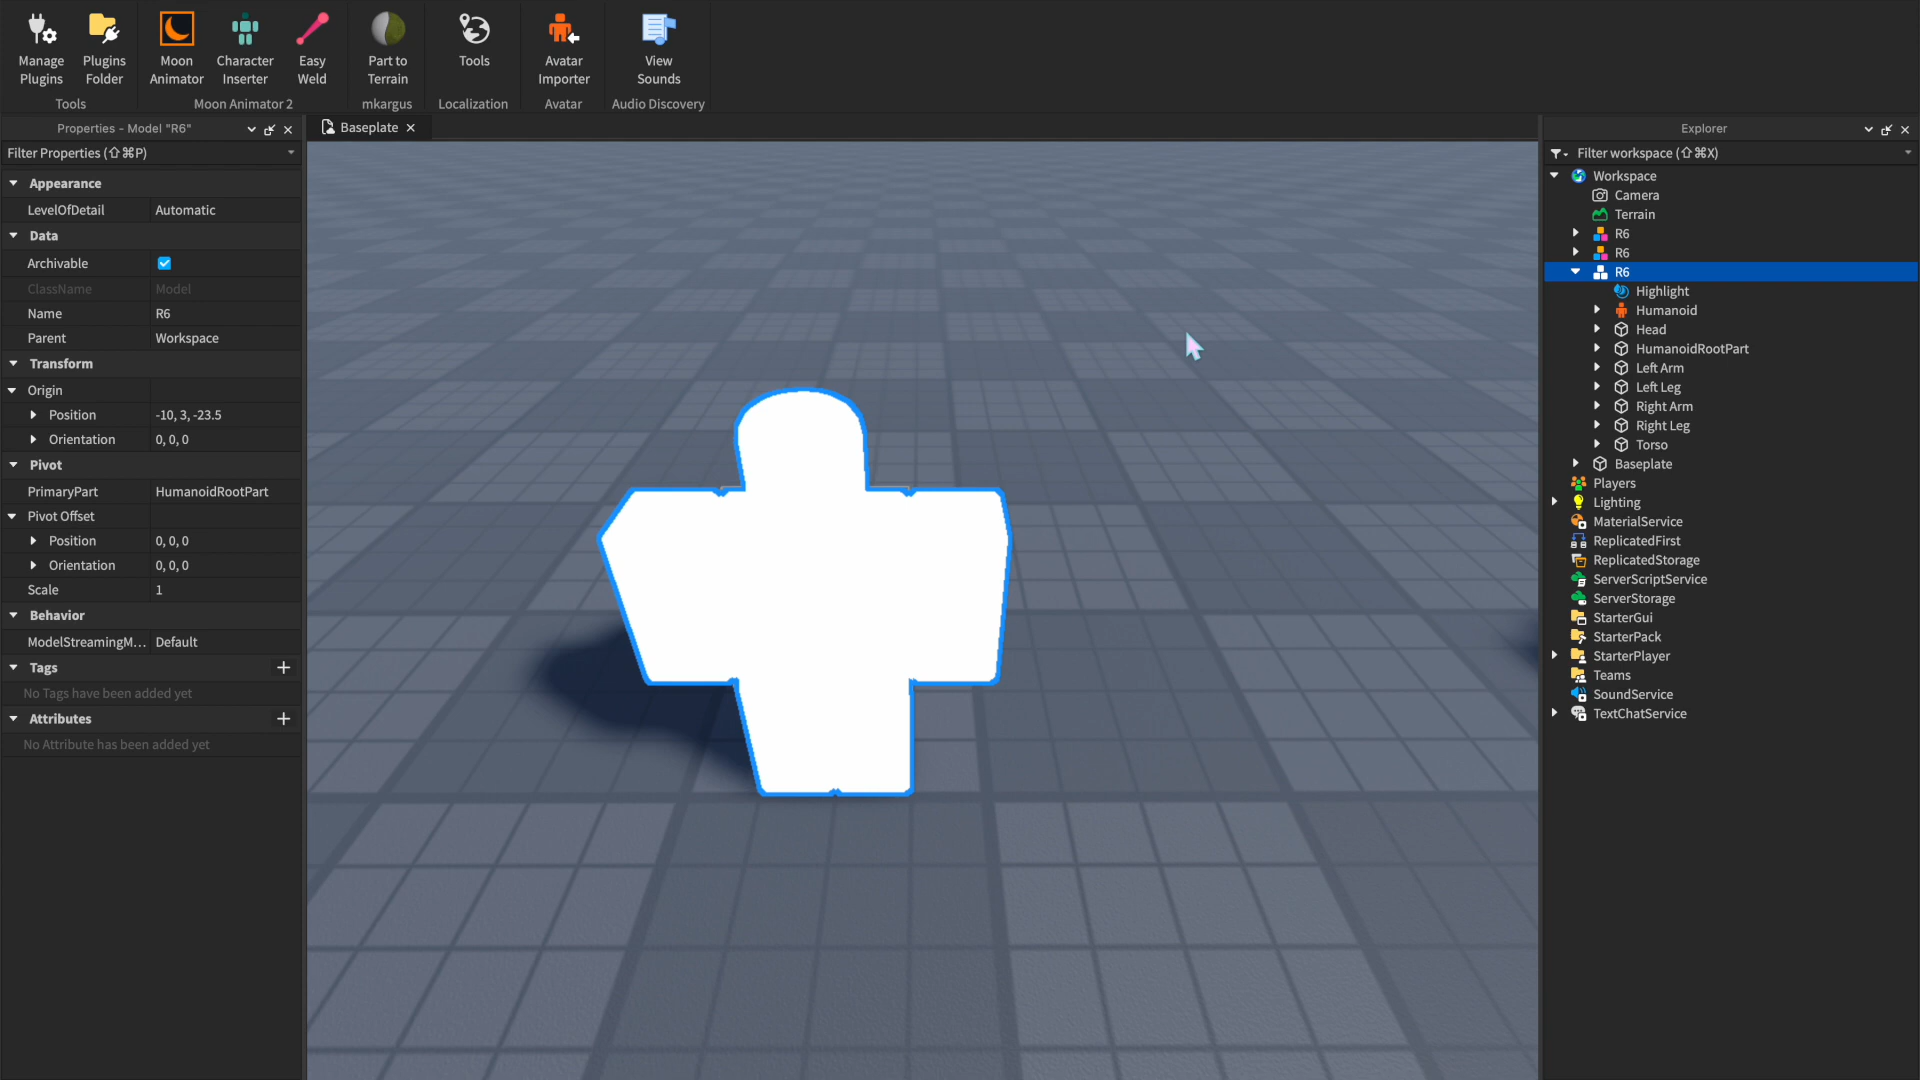 Manage Plugins
Plugins Folder
Tools
Moon Animator
Character Inserter
Easy Weld
Moon Animator 2
Part to Terrain
mkargus
Tools
Localization
Avatar Importer
Avatar
View Sounds
Audio Discovery
Properties - Model "R6"
Filter Properties (⇧⌘P)
Appearance
LevelOfDetail Automatic
Data
Archivable
ClassName Model
Name R6
Parent Workspace
Transform
Origin
Position -10, 3, -23.5
Orientation 0, 0, 0
Pivot
PrimaryPart HumanoidRootPart
Pivot Offset
Position 0, 0, 0
Orientation 0, 0, 0
Scale 1
Behavior
ModelStreamingM... Default
Tags
No Tags have been added yet
Attributes
No Attribute has been added yet
Baseplate
Explorer
Filter workspace (⇧⌘X)
Workspace
Camera
Terrain
R6
R6
R6
Highlight
Humanoid
Head
HumanoidRootPart
Left Arm
Left Leg
Right Arm
Right Leg
Torso
Baseplate
Players
Lighting
MaterialService
ReplicatedFirst
ReplicatedStorage
ServerScriptService
ServerStorage
StarterGui
StarterPack
StarterPlayer
Teams
SoundService
TextChatService